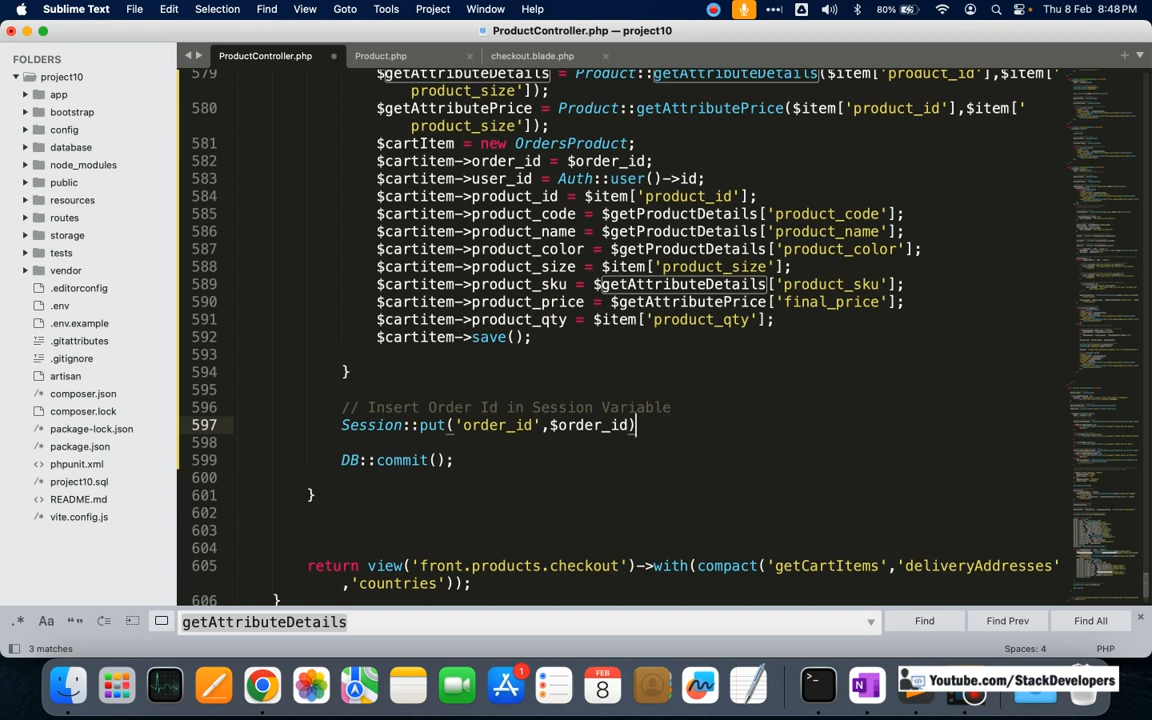 Sublime Text File Edit Selection Find View Goto Tools Project Window Help 80% Thu 8 Feb 8:48 PM
ProductController.php — project10
FOLDERS
project10
app
bootstrap
config
database
node_modules
public
resources
routes
storage
tests
vendor
.editorconfig
.env
.env.example
.gitattributes
.gitignore
artisan
composer.json
composer.lock
package-lock.json
package.json
phpunit.xml
project10.sql
README.md
vite.config.js
ProductController.php Product.php checkout.blade.php
579 $getAttributeDetails = Product::getAttributeDetails($item['product_id'],$item['
product_size']);
580 $getAttributePrice = Product::getAttributePrice($item['product_id'],$item['
product_size']);
581 $cartItem = new OrdersProduct;
582 $cartitem->order_id = $order_id;
583 $cartitem->user_id = Auth::user()->id;
584 $cartitem->product_id = $item['product_id'];
585 $cartitem->product_code = $getProductDetails['product_code'];
586 $cartitem->product_name = $getProductDetails['product_name'];
587 $cartitem->product_color = $getProductDetails['product_color'];
588 $cartitem->product_size = $item['product_size'];
589 $cartitem->product_sku = $getAttributeDetails['product_sku'];
590 $cartitem->product_price = $getAttributePrice['final_price'];
591 $cartitem->product_qty = $item['product_qty'];
592 $cartitem->save();
593
594 }
595
596 // Insert Order Id in Session Variable
597 Session::put('order_id',$order_id)
598
599 DB::commit();
600
601 }
602
603
604
605 return view('front.products.checkout')->with(compact('getCartItems','deliveryAddresses'
,'countries'));
606 }
.* Aa “” getAttributeDetails Find Find Prev Find All
3 matches Spaces: 4 PHP
FEB
8
1
Youtube.com/StackDevelopers